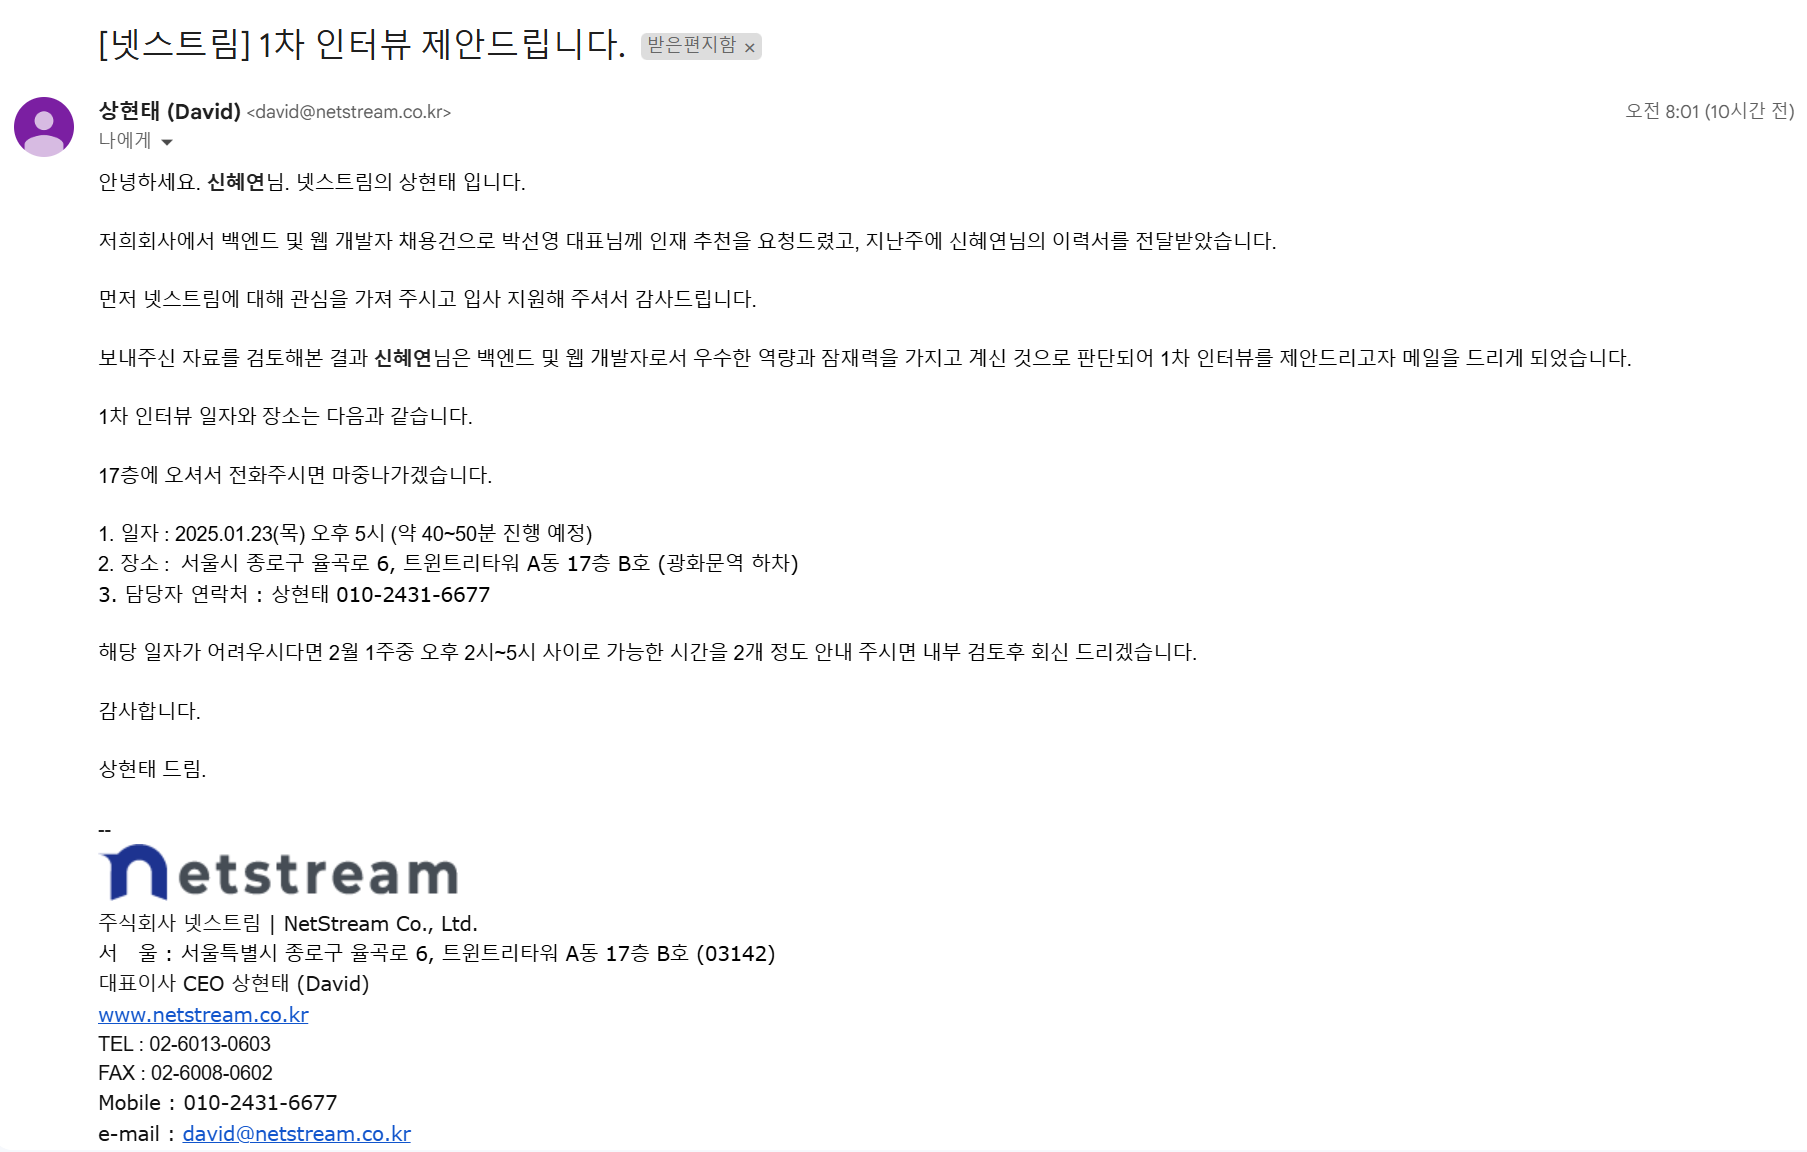 [넷스트림] 1차 인터뷰 제안드립니다. 받은편지함 ×
상현태 (David) <david@netstream.co.kr> 오전 8:01 (10시간 전)
나에게
안녕하세요. 신혜연님. 넷스트림의 상현태 입니다.
저희회사에서 백엔드 및 웹 개발자 채용건으로 박선영 대표님께 인재 추천을 요청드렸고, 지난주에 신혜연님의 이력서를 전달받았습니다.
먼저 넷스트림에 대해 관심을 가져 주시고 입사 지원해 주셔서 감사드립니다.
보내주신 자료를 검토해본 결과 신혜연님은 백엔드 및 웹 개발자로서 우수한 역량과 잠재력을 가지고 계신 것으로 판단되어 1차 인터뷰를 제안드리고자 메일을 드리게 되었습니다.
1차 인터뷰 일자와 장소는 다음과 같습니다.
17층에 오셔서 전화주시면 마중나가겠습니다.
1. 일자 : 2025.01.23(목) 오후 5시 (약 40~50분 진행 예정)
2. 장소 : 서울시 종로구 율곡로 6, 트윈트리타워 A동 17층 B호 (광화문역 하차)
3. 담당자 연락처 : 상현태 010-2431-6677
해당 일자가 어려우시다면 2월 1주중 오후 2시~5시 사이로 가능한 시간을 2개 정도 안내 주시면 내부 검토후 회신 드리겠습니다.
감사합니다.
상현태 드림.
--
netstream
주식회사 넷스트림 | NetStream Co., Ltd.
서 울 : 서울특별시 종로구 율곡로 6, 트윈트리타워 A동 17층 B호 (03142)
대표이사 CEO 상현태 (David)
www.netstream.co.kr
TEL : 02-6013-0603
FAX : 02-6008-0602
Mobile : 010-2431-6677
e-mail : david@netstream.co.kr